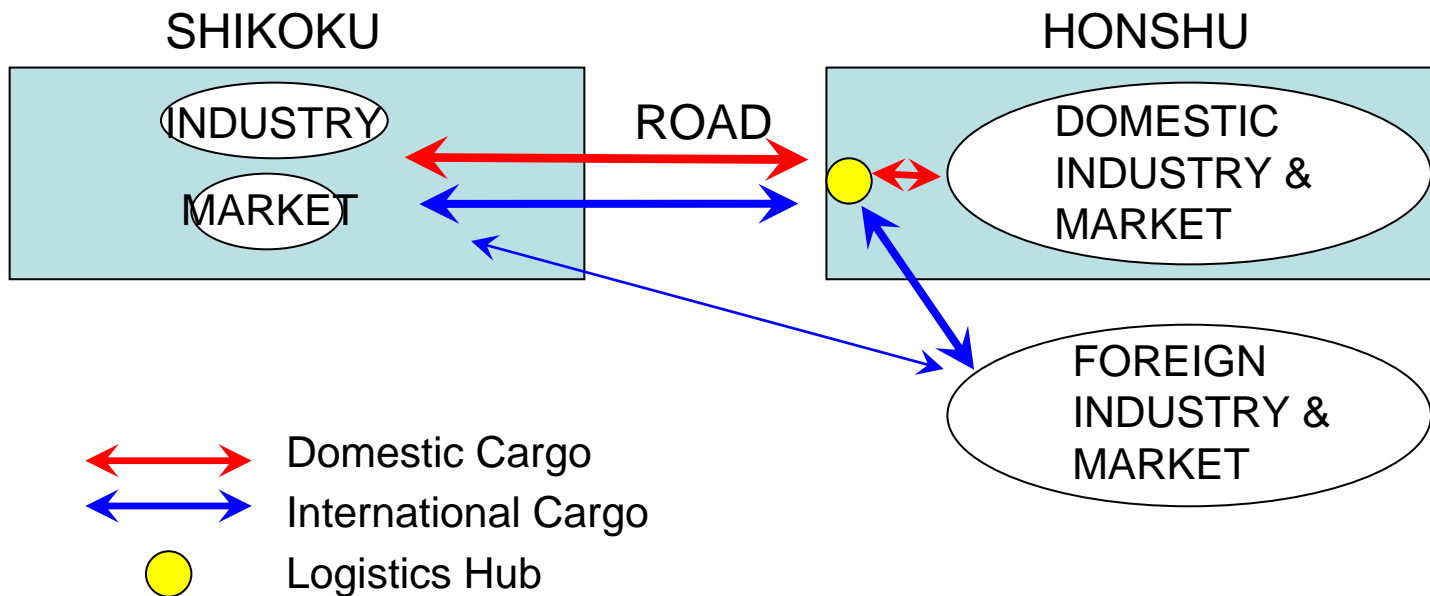 SHIKOKU
HONSHU
INDUSTRY
MARKET
ROAD
DOMESTIC
INDUSTRY &
MARKET
FOREIGN
INDUSTRY &
MARKET
Domestic Cargo
International Cargo
Logistics Hub